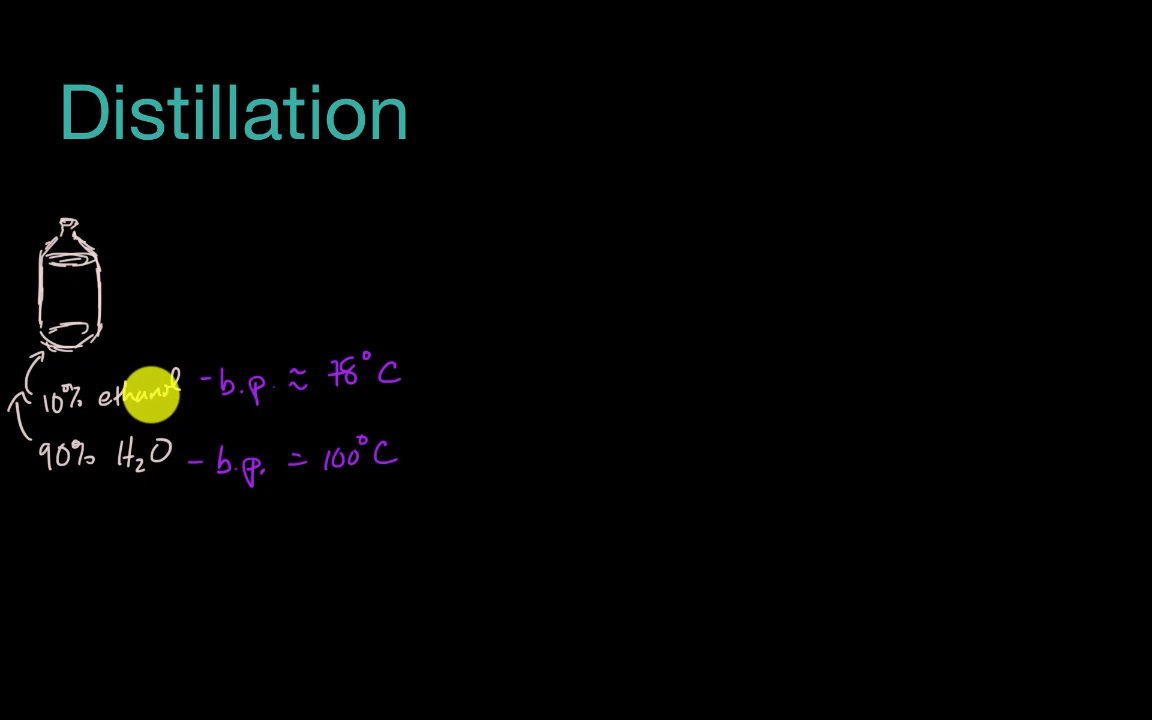 Distillation
10% ethanol - b.p. ≈ 78° C
90% H₂O - b.p. = 100° C